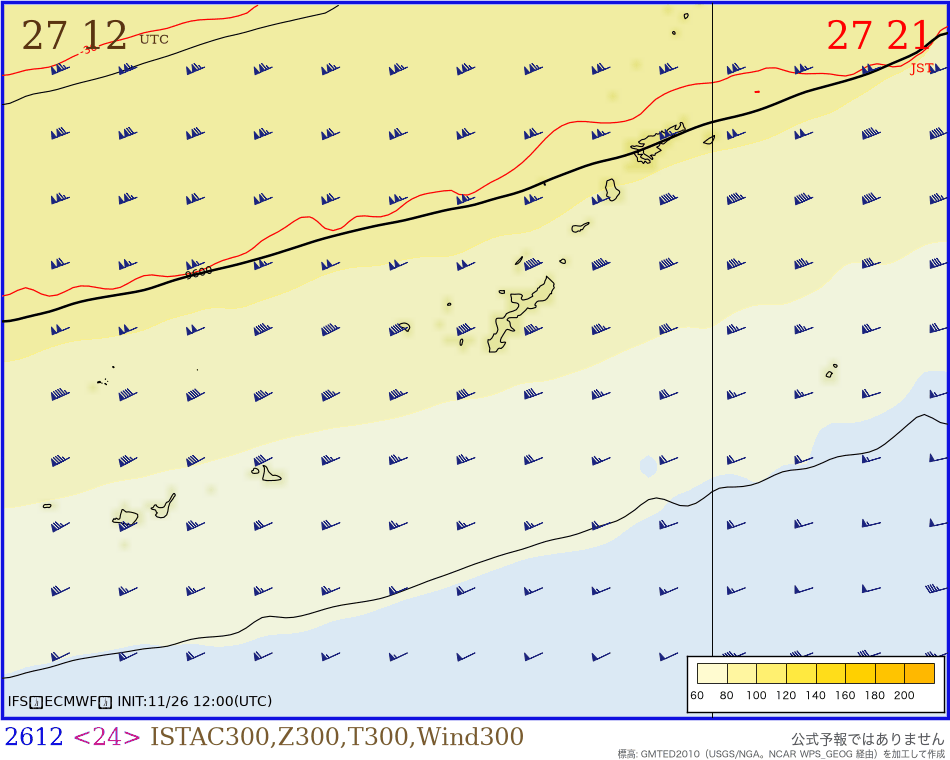 27 12 UTC
27 21
JST
-30
9600
IFS(ECMWF) INIT:11/26 12:00(UTC)
60 80 100 120 140 160 180 200
2612 <24> ISTAC300,Z300,T300,Wind300
公式予報ではありません
標高: GMTED2010（USGS/NGA。NCAR WPS_GEOG 経由）を加工して作成